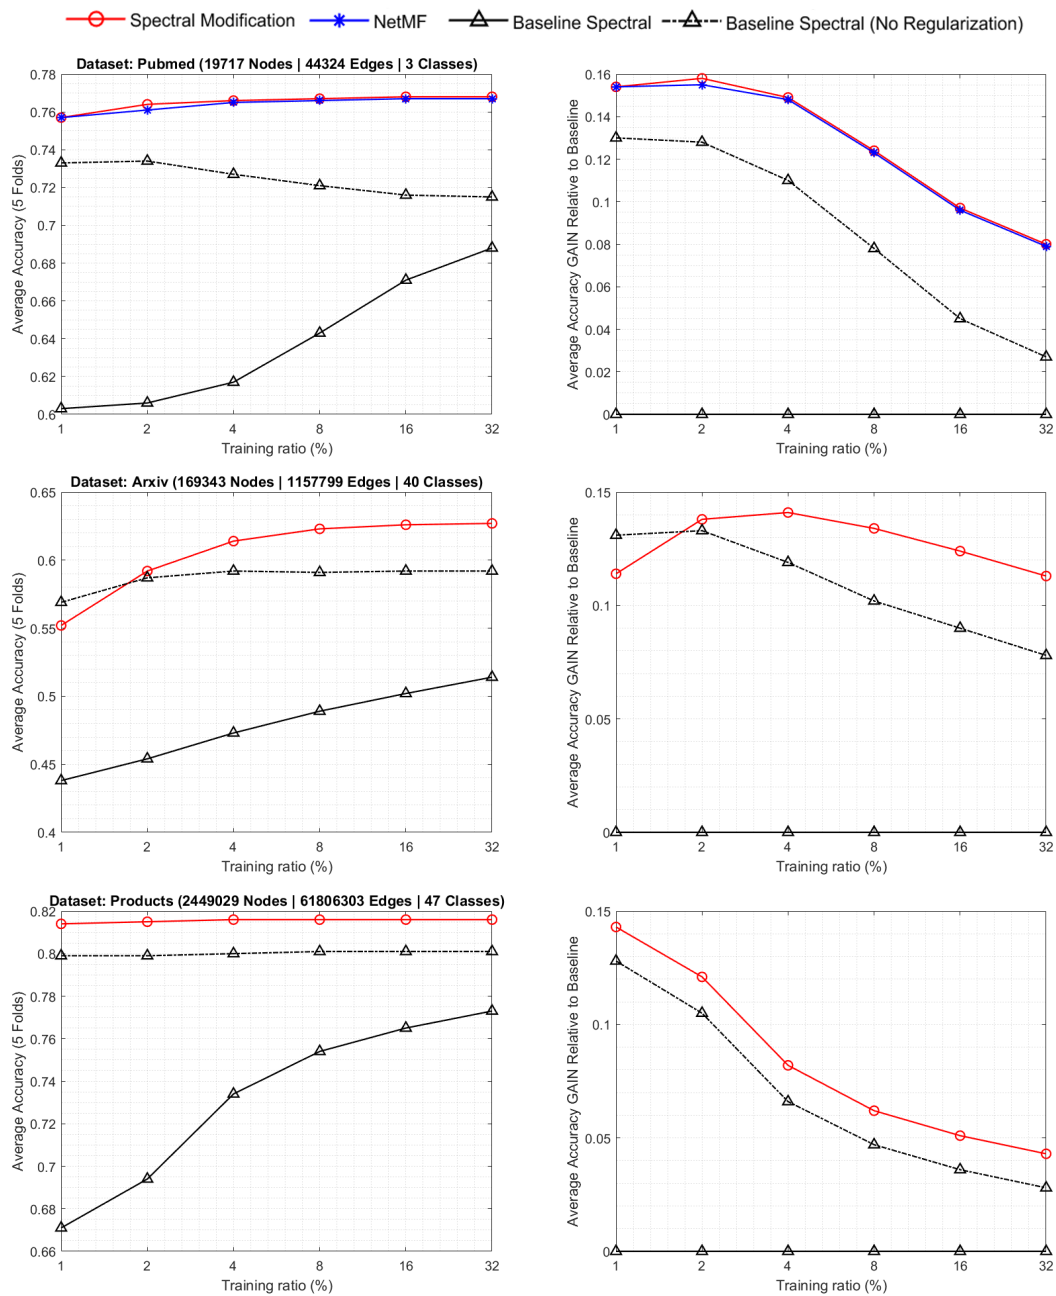 Spectral Modification NetMF Baseline Spectral Baseline Spectral (No Regularization)
Dataset: Pubmed (19717 Nodes | 44324 Edges | 3 Classes)
Average Accuracy (5 Folds)
0.78
0.76
0.74
0.72
0.7
0.68
0.66
0.64
0.62
0.6
1 2 4 8 16 32
Training ratio (%)
Average Accuracy GAIN Relative to Baseline
0.16
0.14
0.12
0.1
0.08
0.06
0.04
0.02
0
1 2 4 8 16 32
Training ratio (%)
Dataset: Arxiv (169343 Nodes | 1157799 Edges | 40 Classes)
Average Accuracy (5 Folds)
0.65
0.6
0.55
0.5
0.45
0.4
1 2 4 8 16 32
Training ratio (%)
Average Accuracy GAIN Relative to Baseline
0.15
0.1
0.05
0
1 2 4 8 16 32
Training ratio (%)
Dataset: Products (2449029 Nodes | 61806303 Edges | 47 Classes)
Average Accuracy (5 Folds)
0.82
0.8
0.78
0.76
0.74
0.72
0.7
0.68
0.66
1 2 4 8 16 32
Training ratio (%)
Average Accuracy GAIN Relative to Baseline
0.15
0.1
0.05
0
1 2 4 8 16 32
Training ratio (%)